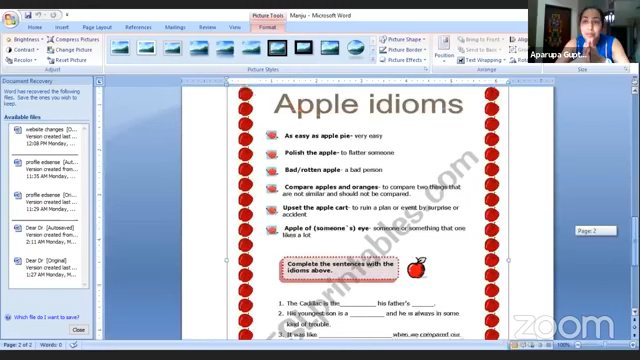 Picture Tools
Manju - Microsoft Word
Home Insert Page Layout References Mailings Review View Format
Brightness Compress Pictures Picture Shape Bring to Front
Contrast Change Picture Picture Border Position Send to Back
Recolor Reset Picture Picture Effects Text Wrapping
Adjust Picture Styles Arrange Size
Aparupa Gupt...
Document Recovery
Word has recovered the following files.
Save the ones you wish to
keep.
Available files
website changes [O...
Version created last ...
12:08 PM Monday, ...
profile edsense [Aut...
Version created last ...
11:35 AM Monday, ...
profile edsense [Ori...
Version created last ...
11:29 AM Monday, ...
Dear Dr [Autosaved]
Version created from...
2:11 AM Monday, ...
Dear Dr [Original]
Version created last ...
1:27 AM Monday, M...
Which file do I want to save?
Close
Apple idioms
As easy as apple pie- very easy
Polish the apple- to flatter someone
Bad/rotten apple- a bad person
Compare apples and oranges- to compare two things that
are not similar and should not be compared.
Upset the apple cart- to ruin a plan or event by surprise or
accident
Apple of (someone`s) eye- someone or something that one
likes a lot
Complete the sentences with the
idioms above.
1. The Cadillac is the__________ his father's ______.
2. His youngest son is a __________ and he is always in some
kind of trouble.
3. It was like ____________________ when we compared our
eslprintables.com
Page: 2
zoom
Page: 2 of 2 Words: 0
100%